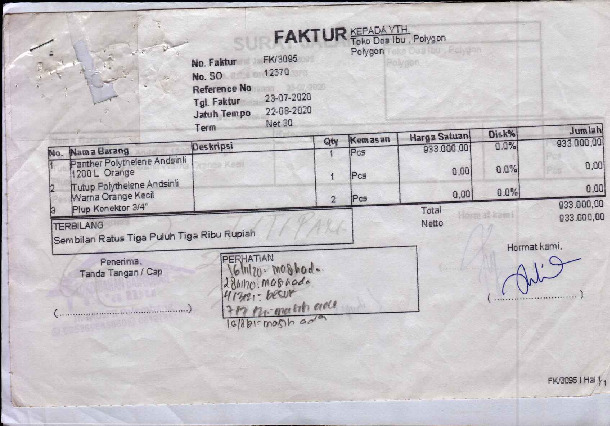 FAKTUR
KEPADA YTH.
Toko Doa Ibu, Polygon
Polygon
No. Faktur FK/3095
No. SO 12370
Reference No
Tgl. Faktur 23-07-2020
Jatuh Tempo 22-08-2020
Term Net 30
No. Nama Barang Deskripsi Qty Kemasan Harga Satuan Disk% Jumlah
1 Panther Polythelene Andsinli 1 Pcs 933.000,00 0.0% 933.000,00
1200 L Orange
2 Tutup Polythelene Andsinli 1 Pcs 0,00 0.0% 0,00
Warna Orange Kecil
3 Plup Konektor 3/4" 2 Pcs 0,00 0.0% 0,00
Total 933.000,00
Netto 933.000,00
TERBILANG
Sembilan Ratus Tiga Puluh Tiga Ribu Rupiah
Penerima,
Tanda Tangan / Cap
(........................................)
PERHATIAN
masih ada
Hormat kami,
(........................................)
FK/3095 | Hal 1/1